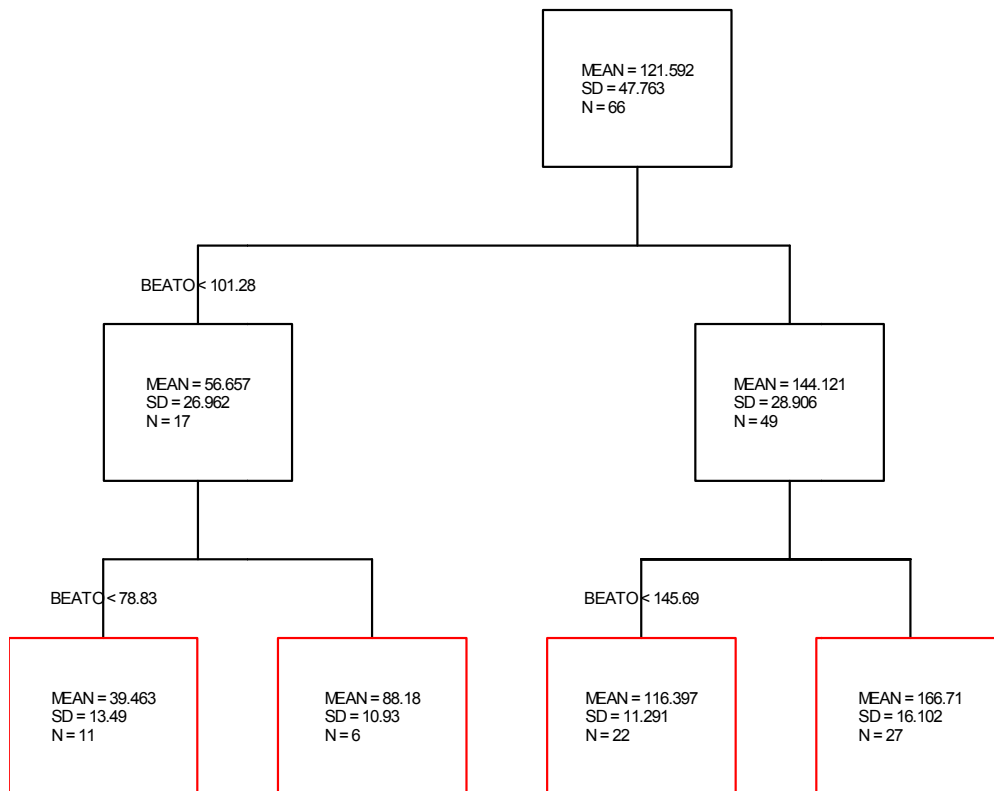 MEAN = 121.592
SD = 47.763
N = 66
BEATO < 101.28
MEAN = 56.657
SD = 26.962
N = 17
MEAN = 144.121
SD = 28.906
N = 49
BEATO < 78.83
BEATO < 145.69
MEAN = 39.463
SD = 13.49
N = 11
MEAN = 88.18
SD = 10.93
N = 6
MEAN = 116.397
SD = 11.291
N = 22
MEAN = 166.71
SD = 16.102
N = 27